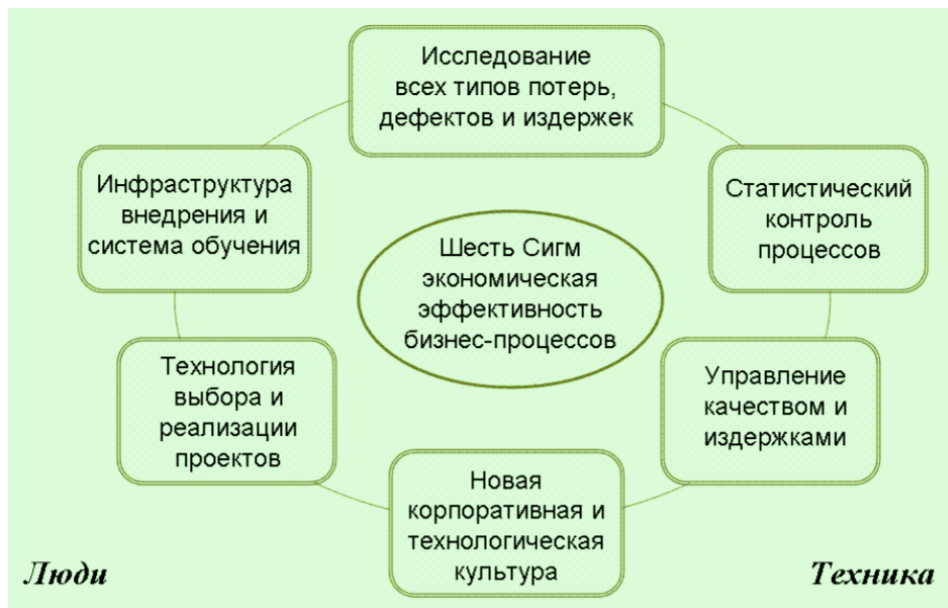 Исследование
всех типов потерь,
дефектов и издержек
Инфраструктура
внедрения и
система обучения
Статистический
контроль
процессов
Шесть Сигм
экономическая
эффективность
бизнес-процессов
Технология
выбора и
реализации
проектов
Управление
качеством и
издержками
Новая
корпоративная и
технологическая
культура
Люди
Техника